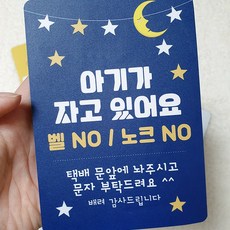 아기가
자고 있어요
벨 NO / 노크 NO
택배 문앞에 놔주시고
문자 부탁드려요 ^^
배려 감사드립니다